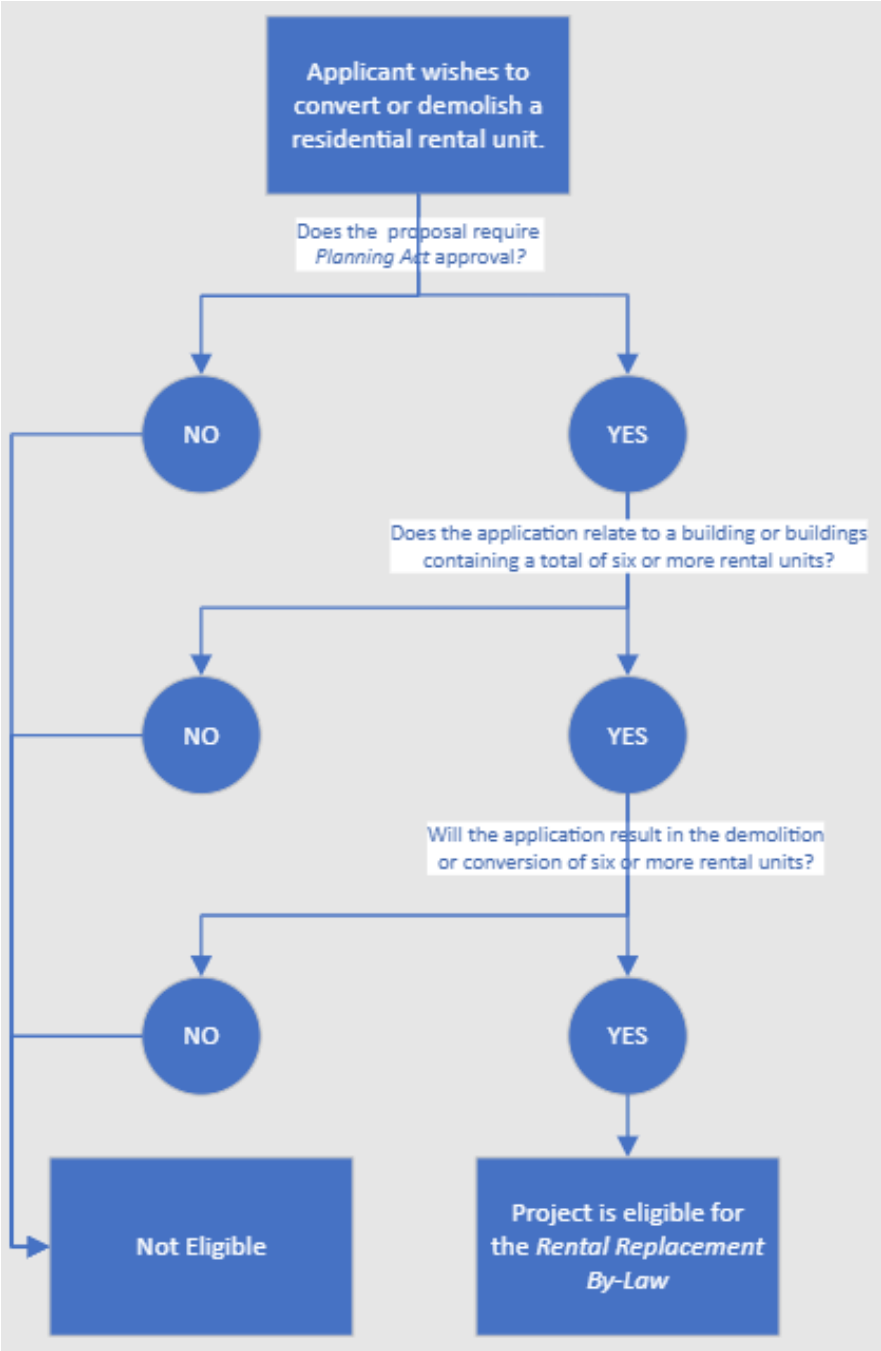 Applicant wishes to
convert or demolish a
residential rental unit.
Does the proposal require
Planning Act approval?
NO
YES
Does the application relate to a building or buildings
containing a total of six or more rental units?
NO
YES
Will the application result in the demolition
or conversion of six or more rental units?
NO
YES
Not Eligible
Project is eligible for
the Rental Replacement
By-Law